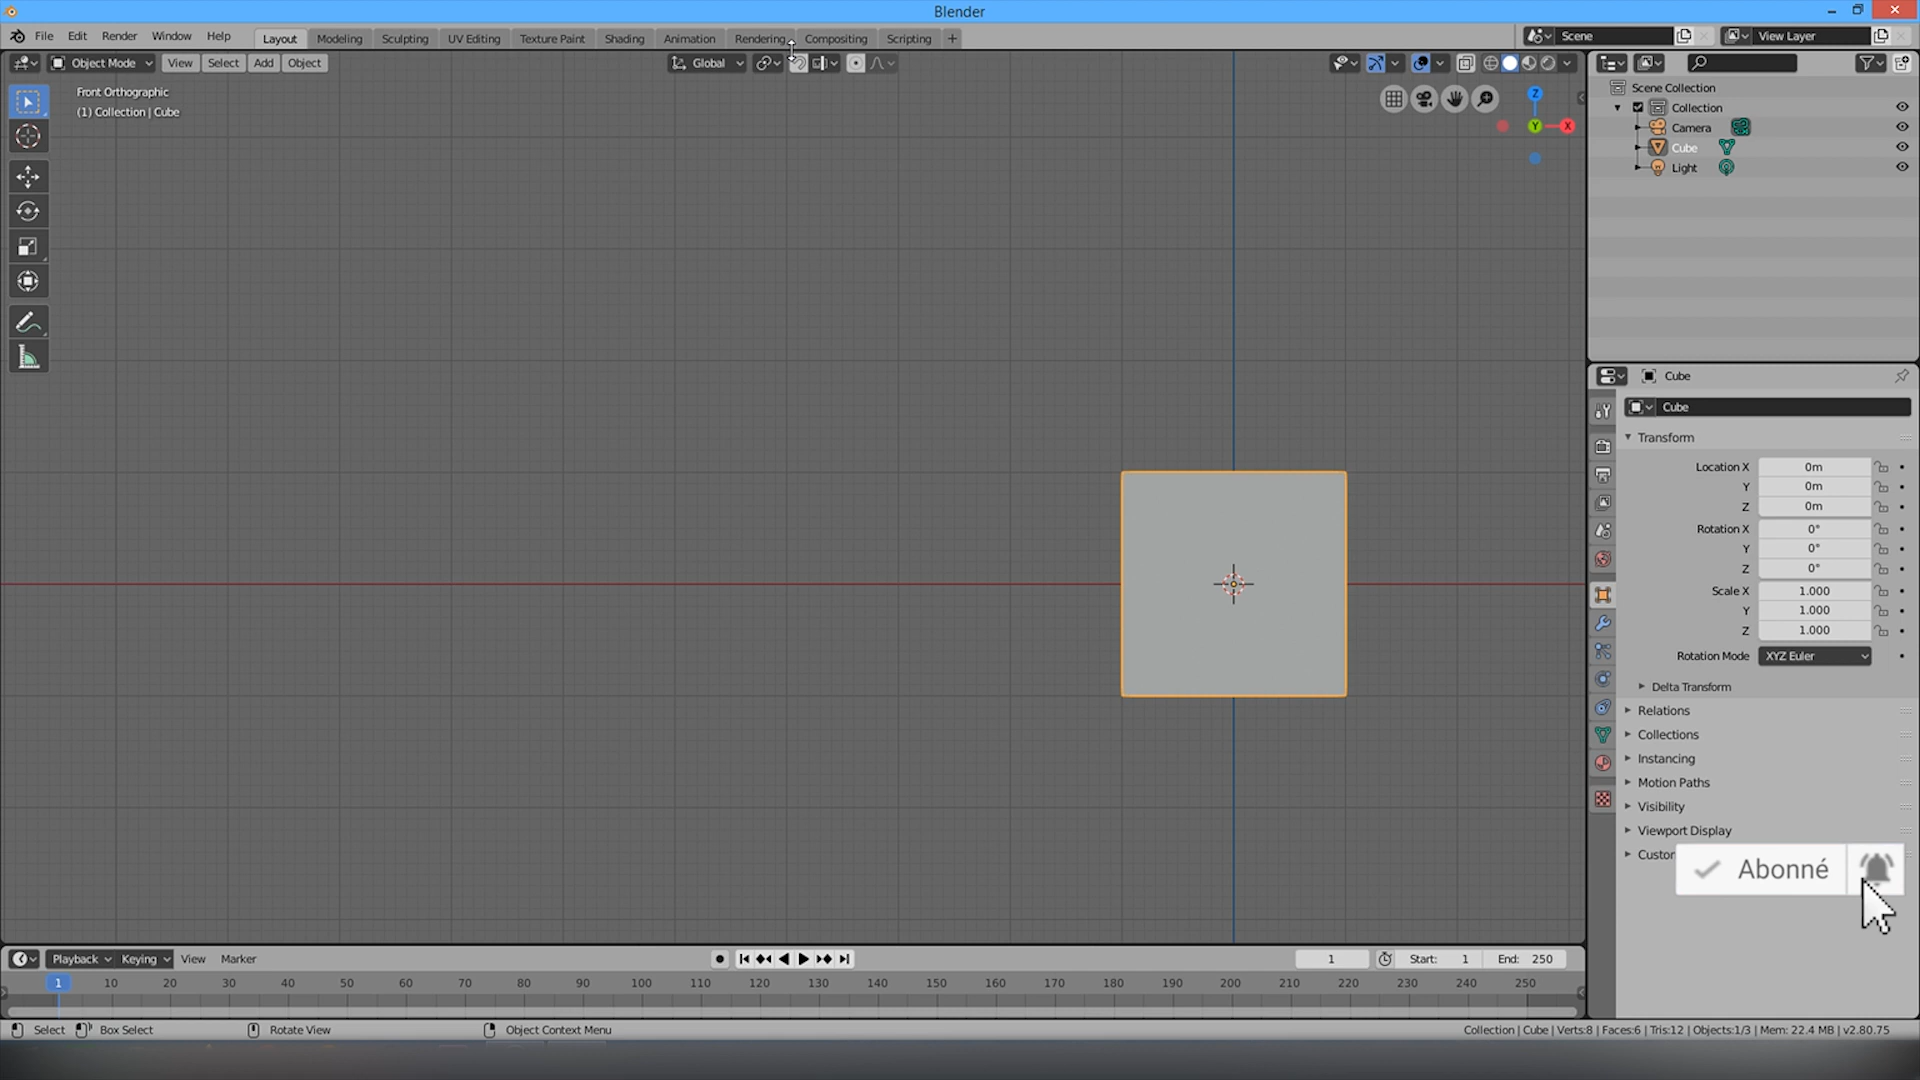 Blender
File Edit Render Window Help Layout Modeling Sculpting UV Editing Texture Paint Shading Animation Rendering Compositing Scripting + Scene View Layer
Object Mode View Select Add Object Global
Front Orthographic
(1) Collection | Cube
Z
Y X
Scene Collection
Collection
Camera
Cube
Light
Cube
Cube
Transform
Location X 0m
Y 0m
Z 0m
Rotation X 0°
Y 0°
Z 0°
Scale X 1.000
Y 1.000
Z 1.000
Rotation Mode XYZ Euler
Delta Transform
Relations
Collections
Instancing
Motion Paths
Visibility
Viewport Display
Custom
Abonné
Playback Keying View Marker 1 Start: 1 End: 250
1 10 20 30 40 50 60 70 80 90 100 110 120 130 140 150 160 170 180 190 200 210 220 230 240 250
Select Box Select Rotate View Object Context Menu Collection | Cube | Verts:8 | Faces:6 | Tris:12 | Objects:1/3 | Mem: 22.4 MB | v2.80.75